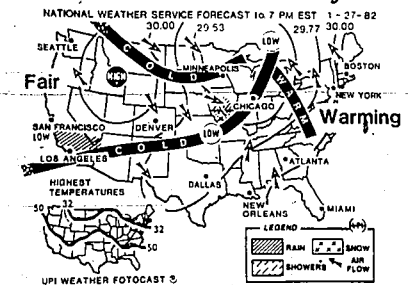 NATIONAL WEATHER SERVICE FORECAST to 7 PM EST 1 - 27 - 82
30.00 29.53 29.77 30.00
SEATTLE
LOW
COLD
MINNEAPOLIS
HIGH
BOSTON
Fair
CHICAGO
WARM
NEW YORK
SAN FRANCISCO
DENVER
LOW
Warming
LOW
LOS ANGELES
COLD
ATLANTA
HIGHEST
TEMPERATURES
DALLAS
NEW
ORLEANS
MIAMI
50 32
32
50
LEGEND
RAIN
SNOW
SHOWERS
AIR
FLOW
UPI WEATHER FOTOCAST